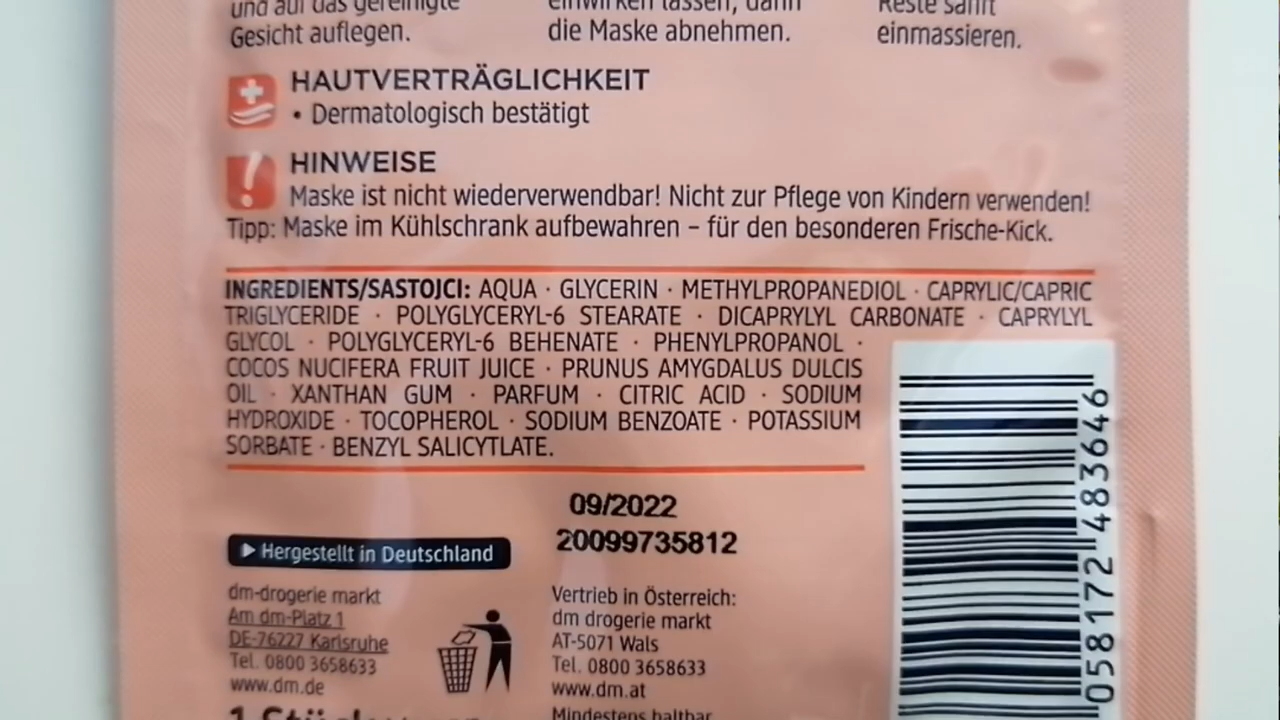 und auf das gereinigte
Gesicht auflegen.
einwirken lassen, dann
die Maske abnehmen.
Reste sanft
einmassieren.
HAUTVERTRÄGLICHKEIT
• Dermatologisch bestätigt
HINWEISE
Maske ist nicht wiederverwendbar! Nicht zur Pflege von Kindern verwenden!
Tipp: Maske im Kühlschrank aufbewahren – für den besonderen Frische-Kick.
INGREDIENTS/SASTOJCI: AQUA · GLYCERIN · METHYLPROPANEDIOL · CAPRYLIC/CAPRIC
TRIGLYCERIDE · POLYGLYCERYL-6 STEARATE · DICAPRYLYL CARBONATE · CAPRYLYL
GLYCOL · POLYGLYCERYL-6 BEHENATE · PHENYLPROPANOL ·
COCOS NUCIFERA FRUIT JUICE · PRUNUS AMYGDALUS DULCIS
OIL · XANTHAN GUM · PARFUM · CITRIC ACID · SODIUM
HYDROXIDE · TOCOPHEROL · SODIUM BENZOATE · POTASSIUM
SORBATE · BENZYL SALICYTLATE.
09/2022
20099735812
Hergestellt in Deutschland
dm-drogerie markt
Am dm-Platz 1
DE-76227 Karlsruhe
Tel. 0800 3658633
www.dm.de
1 Stück
Vertrieb in Österreich:
dm drogerie markt
AT-5071 Wals
Tel. 0800 3658633
www.dm.at
Mindestens haltbar
058172 483646